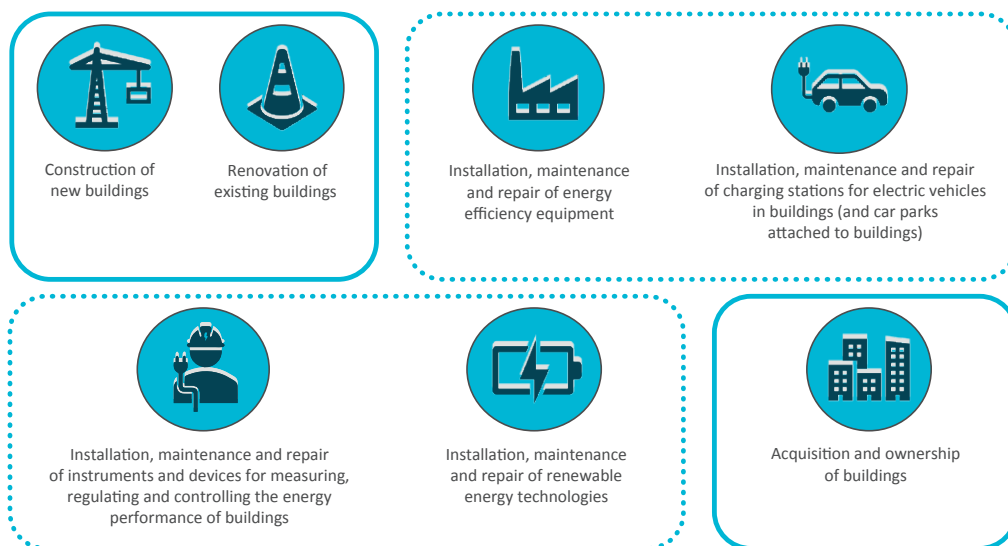 Construction of
new buildings
Renovation of
existing buildings
Installation, maintenance
and repair of energy
efficiency equipment
Installation, maintenance and repair
of charging stations for electric vehicles
in buildings (and car parks
attached to buildings)
Installation, maintenance and repair
of instruments and devices for measuring,
regulating and controlling the energy
performance of buildings
Installation, maintenance
and repair of renewable
energy technologies
Acquisition and ownership
of buildings